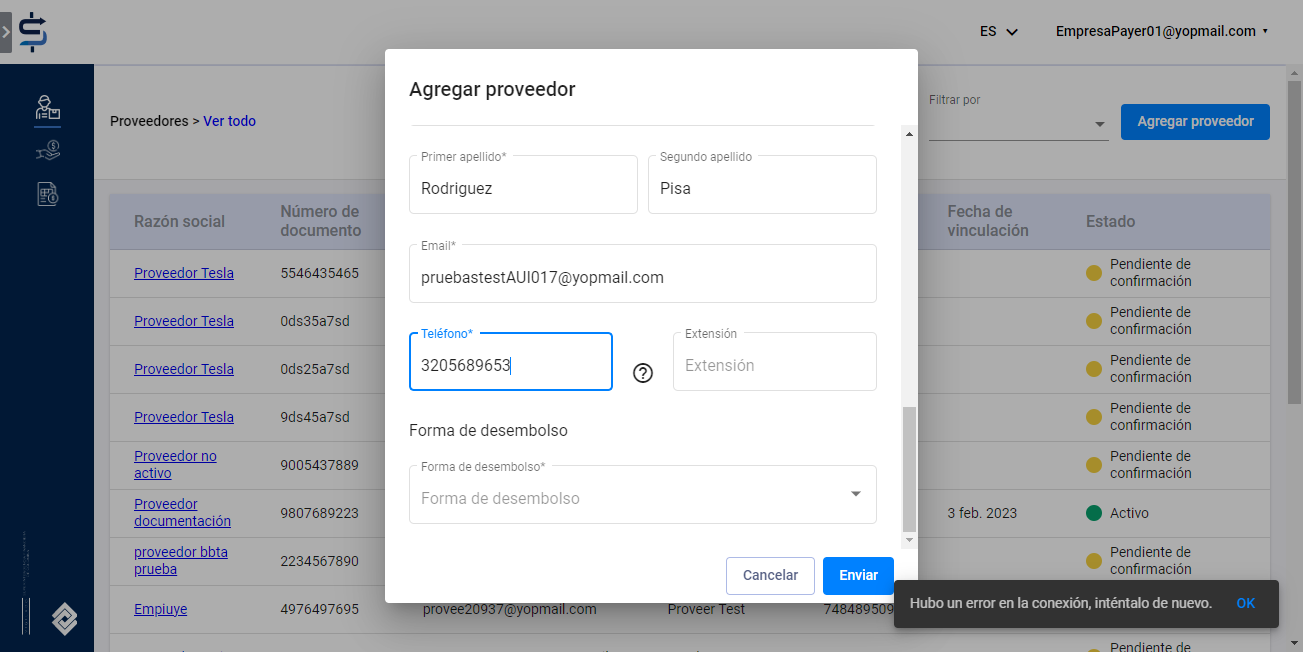 ES
EmpresaPayer01@yopmail.com
Proveedores > Ver todo
Filtrar por
Agregar proveedor
Agregar proveedor
Primer apellido*
Rodriguez
Segundo apellido
Pisa
Email*
pruebastestAUI017@yopmail.com
Teléfono*
3205689653
Extensión
Extensión
Forma de desembolso
Forma de desembolso*
Forma de desembolso
Cancelar
Enviar
Razón social
Número de
documento
Fecha de
vinculación
Estado
Proveedor Tesla
5546435465
Pendiente de
confirmación
Proveedor Tesla
0ds35a7sd
Pendiente de
confirmación
Proveedor Tesla
0ds25a7sd
Pendiente de
confirmación
Proveedor Tesla
9ds45a7sd
Pendiente de
confirmación
Proveedor no
activo
9005437889
Pendiente de
confirmación
Proveedor
documentación
9807689223
3 feb. 2023
Activo
proveedor bbta
prueba
2234567890
Pendiente de
confirmación
Empiuye
4976497695
provee20937@yopmail.com
Proveer Test
748489509
Hubo un error en la conexión, inténtalo de nuevo.
OK
Pendiente de